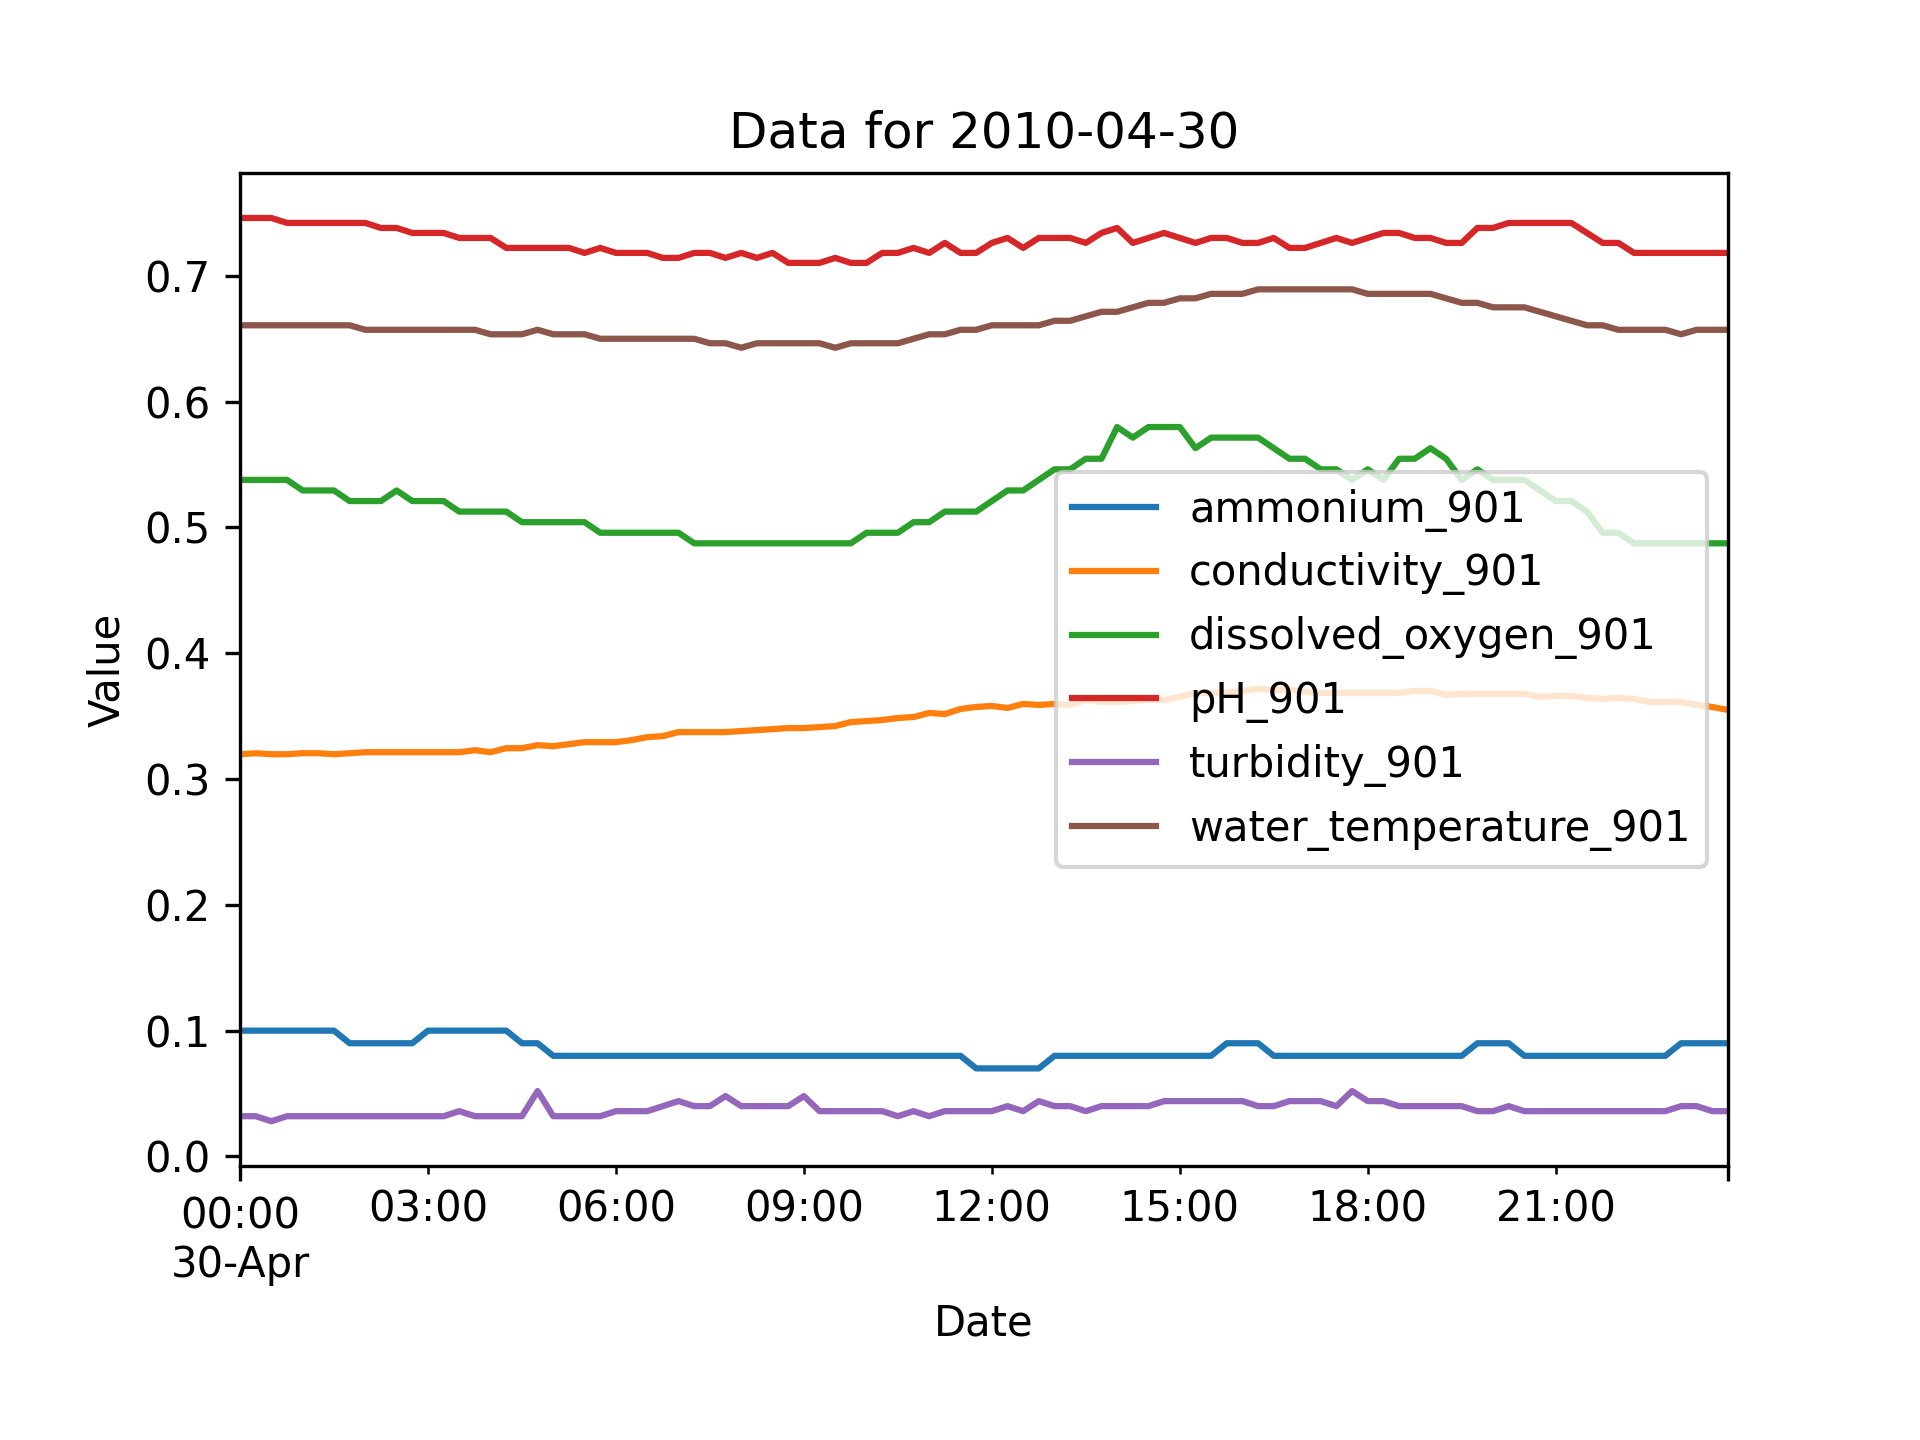 Data for 2010-04-30
Value
0.7
0.6
0.5
0.4
0.3
0.2
0.1
0.0
ammonium_901
conductivity_901
dissolved_oxygen_901
pH_901
turbidity_901
water_temperature_901
00:00 03:00 06:00 09:00 12:00 15:00 18:00 21:00
30-Apr
Date